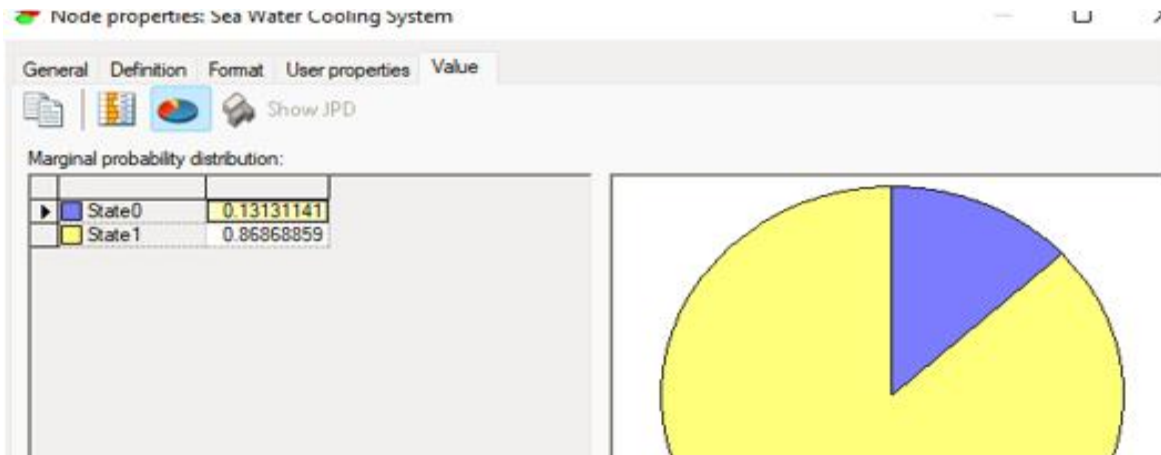 Node properties: Sea Water Cooling System
General Definition Format User properties Value
Show JPD
Marginal probability distribution:
State0 0.13131141
State1 0.86868859